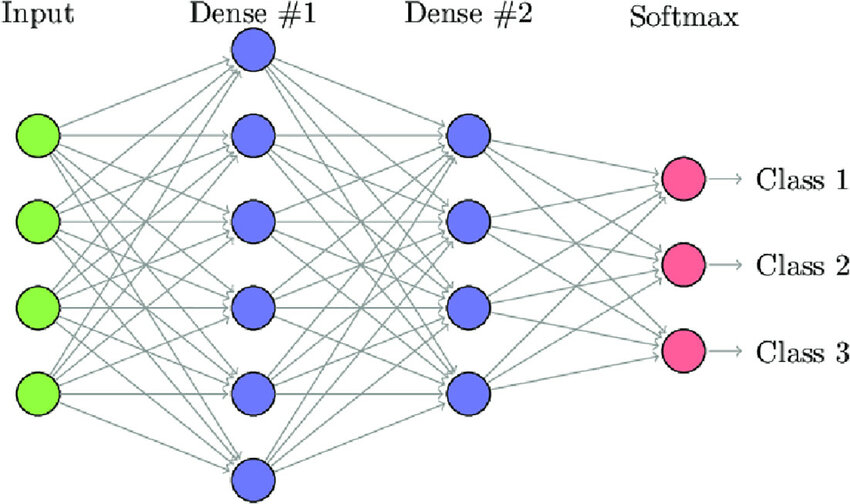 Input
Dense #1
Dense #2
Softmax
Class 1
Class 2
Class 3